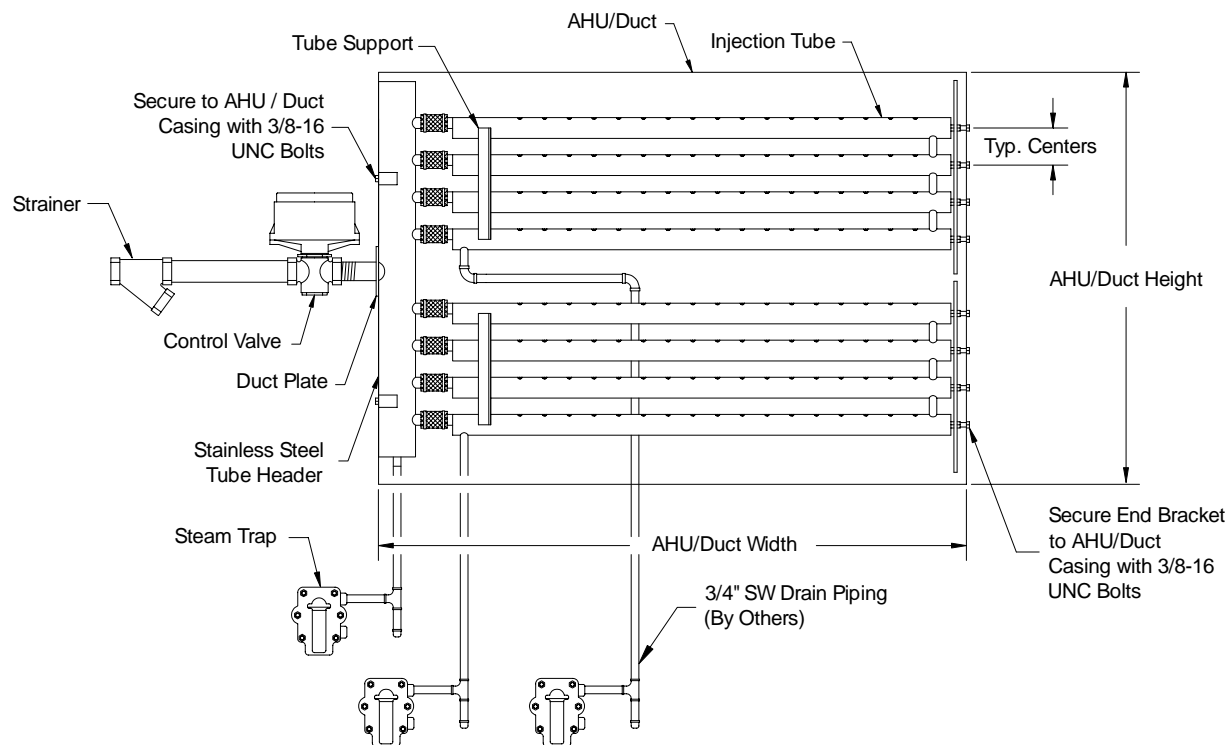 AHU/Duct
Tube Support
Injection Tube
Secure to AHU / Duct
Casing with 3/8-16
UNC Bolts
Typ. Centers
Strainer
AHU/Duct Height
Control Valve
Duct Plate
Stainless Steel
Tube Header
Steam Trap
AHU/Duct Width
Secure End Bracket
to AHU/Duct
Casing with 3/8-16
UNC Bolts
3/4" SW Drain Piping
(By Others)